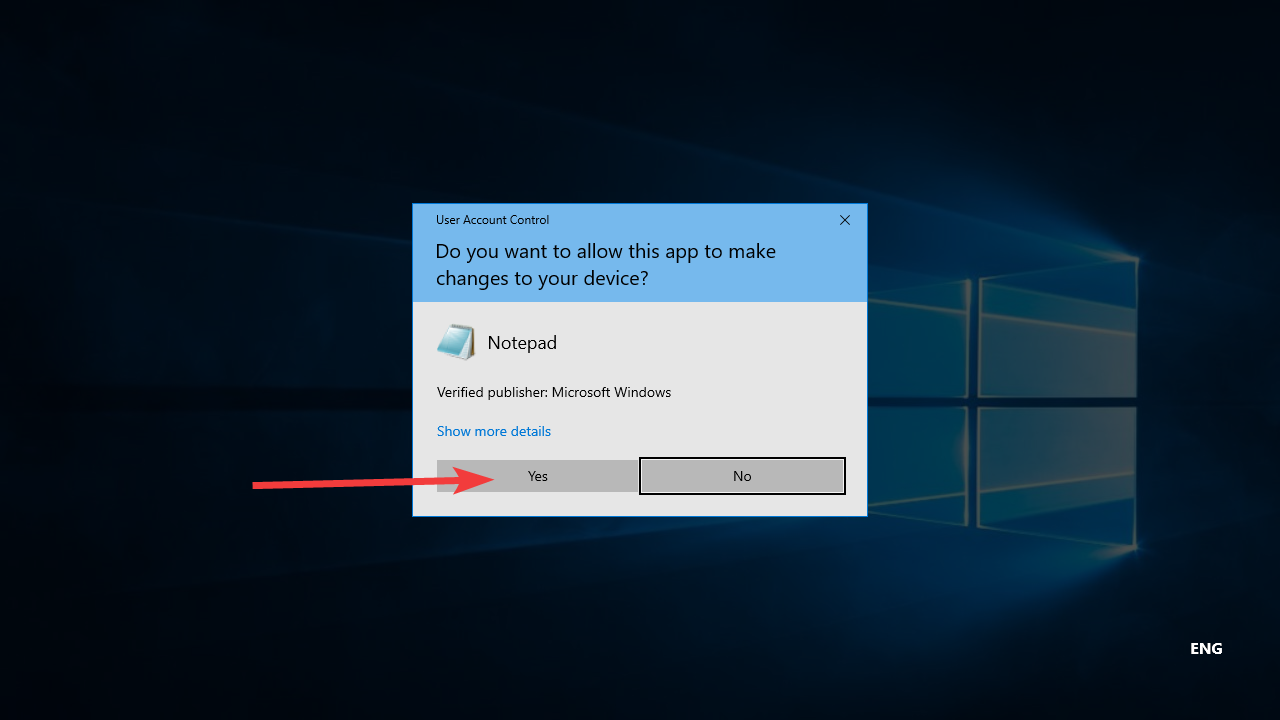 User Account Control
Do you want to allow this app to make
changes to your device?
Notepad
Verified publisher: Microsoft Windows
Show more details
Yes
No
ENG